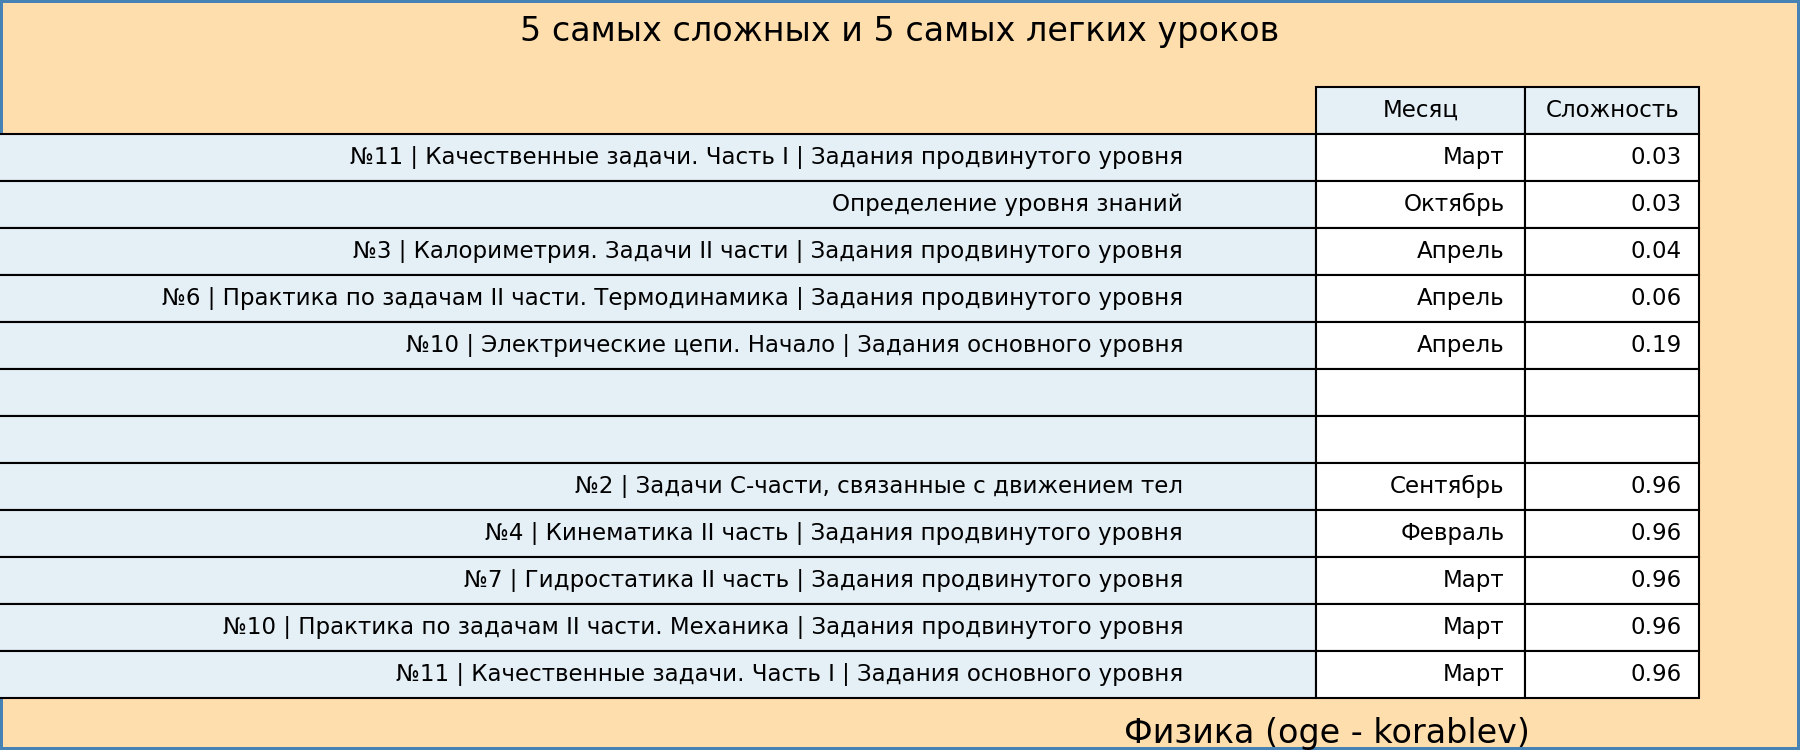 5 самых сложных и 5 самых легких уроков
Месяц Сложность
№11 | Качественные задачи. Часть I | Задания продвинутого уровня Март 0.03
Определение уровня знаний Октябрь 0.03
№3 | Калориметрия. Задачи II части | Задания продвинутого уровня Апрель 0.04
№6 | Практика по задачам II части. Термодинамика | Задания продвинутого уровня Апрель 0.06
№10 | Электрические цепи. Начало | Задания основного уровня Апрель 0.19
№2 | Задачи С-части, связанные с движением тел Сентябрь 0.96
№4 | Кинематика II часть | Задания продвинутого уровня Февраль 0.96
№7 | Гидростатика II часть | Задания продвинутого уровня Март 0.96
№10 | Практика по задачам II части. Механика | Задания продвинутого уровня Март 0.96
№11 | Качественные задачи. Часть I | Задания основного уровня Март 0.96
Физика (oge - korablev)